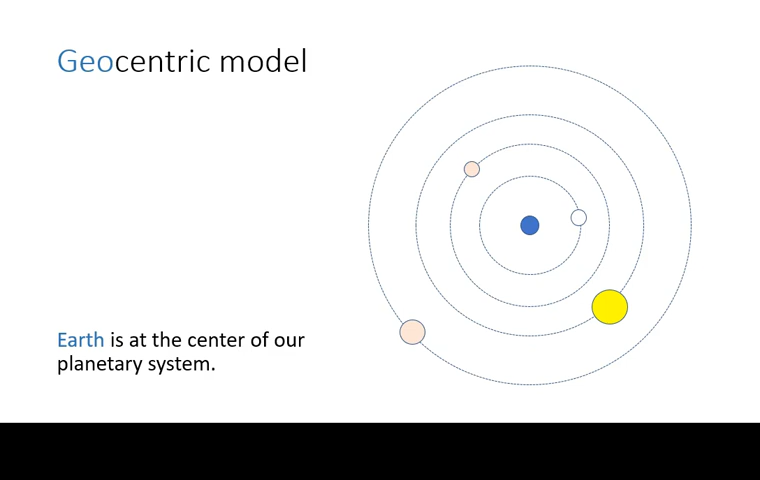 Geocentric model
Earth is at the center of our
planetary system.